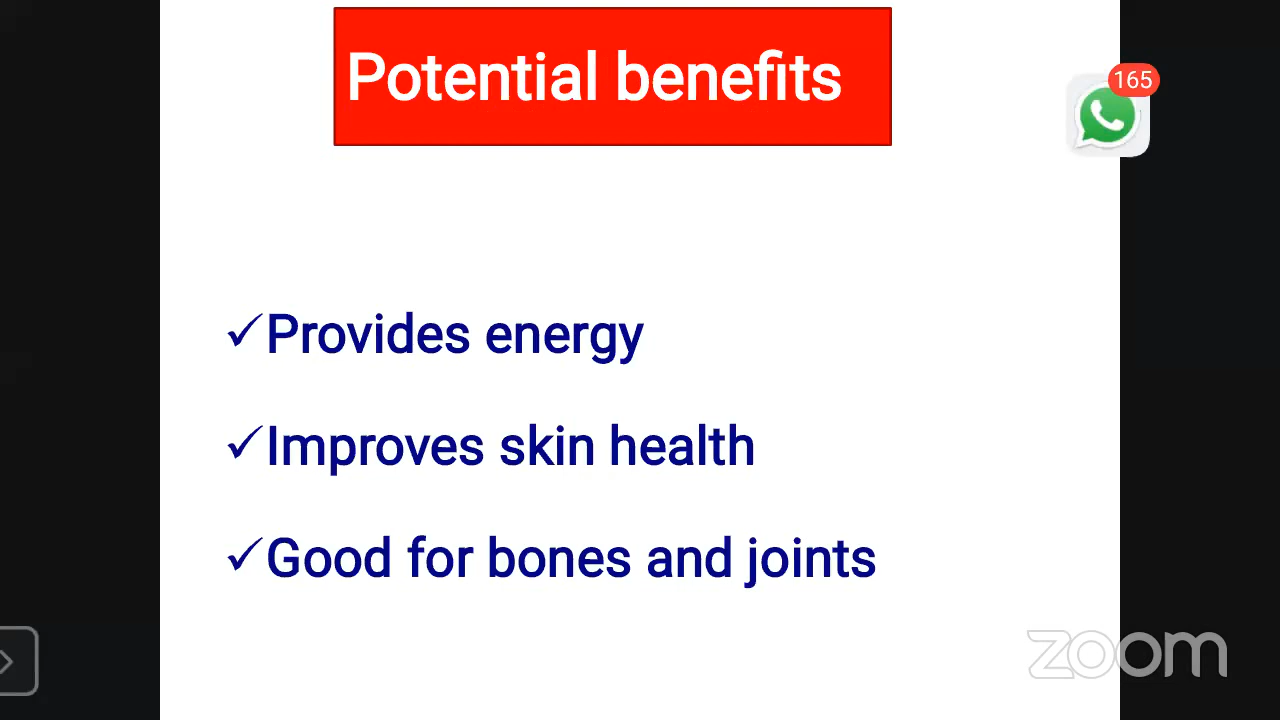 Potential benefits
165
✓Provides energy
✓Improves skin health
✓Good for bones and joints
zoom